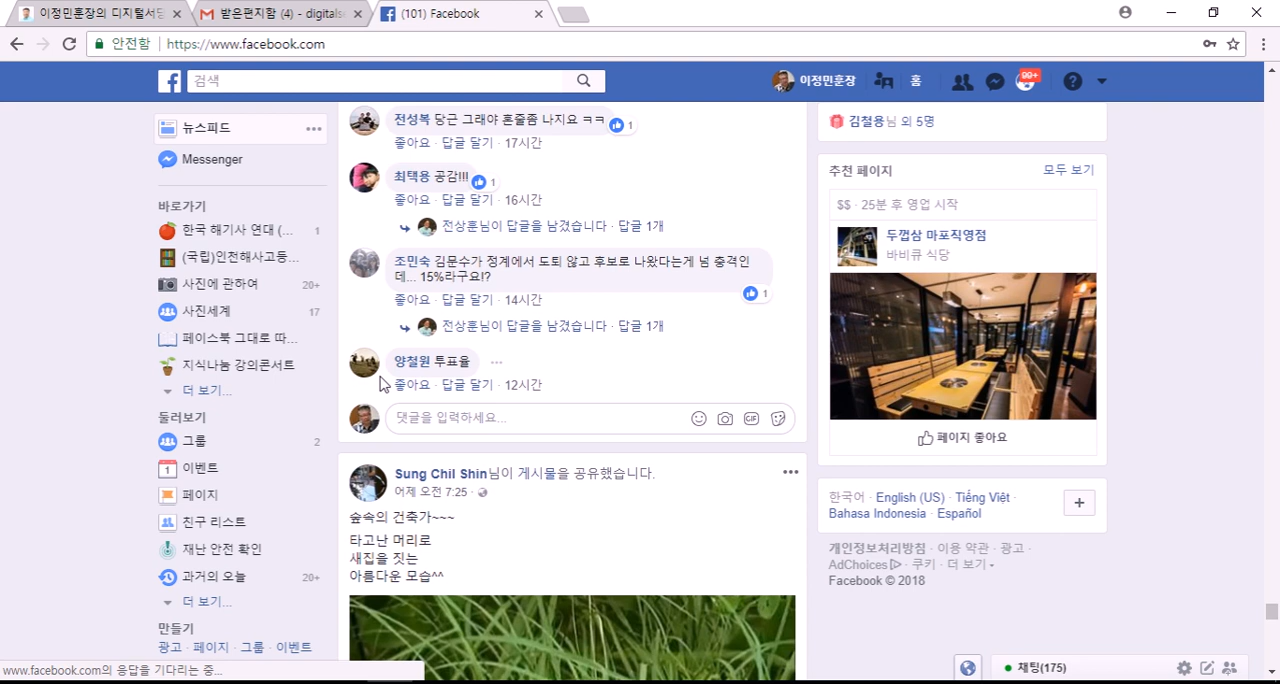 이정민훈장의 디지털서당
받은편지함 (4) - digitalse
(101) Facebook
안전함
https://www.facebook.com
검색
이정민훈장
홈
99+
뉴스피드
Messenger
바로가기
한국 해기사 연대 (... 1
(국립)인천해사고등...
사진에 관하여 20+
사진세계 17
페이스북 그대로 따...
지식나눔 강의콘서트
더 보기...
둘러보기
그룹 2
이벤트
페이지
친구 리스트
재난 안전 확인
과거의 오늘 20+
더 보기...
만들기
광고 · 페이지 · 그룹 · 이벤트
www.facebook.com의 응답을 기다리는 중...
전성복 당근 그래야 혼줄좀 나지요 ㅋㅋ 1
좋아요 · 답글 달기 · 17시간
최택용 공감!!! 1
좋아요 · 답글 달기 · 16시간
전상훈님이 답글을 남겼습니다 · 답글 1개
조민숙 김문수가 정계에서 도퇴 않고 후보로 나왔다는게 넘 충격인
데... 15%라구요!?
1
좋아요 · 답글 달기 · 14시간
전상훈님이 답글을 남겼습니다 · 답글 1개
양철원 투표율
좋아요 · 답글 달기 · 12시간
댓글을 입력하세요...
GIF
Sung Chil Shin님이 게시물을 공유했습니다.
어제 오전 7:25 ·
숲속의 건축가~~~
타고난 머리로
새집을 짓는
아름다운 모습^^
김철용님 외 5명
추천 페이지
모두 보기
$$ · 25분 후 영업 시작
두껍삼 마포직영점
바비큐 식당
페이지 좋아요
한국어 · English (US) · Tiếng Việt ·
Bahasa Indonesia · Español
개인정보처리방침 · 이용 약관 · 광고 ·
AdChoices · 쿠키 · 더 보기
Facebook © 2018
채팅(175)